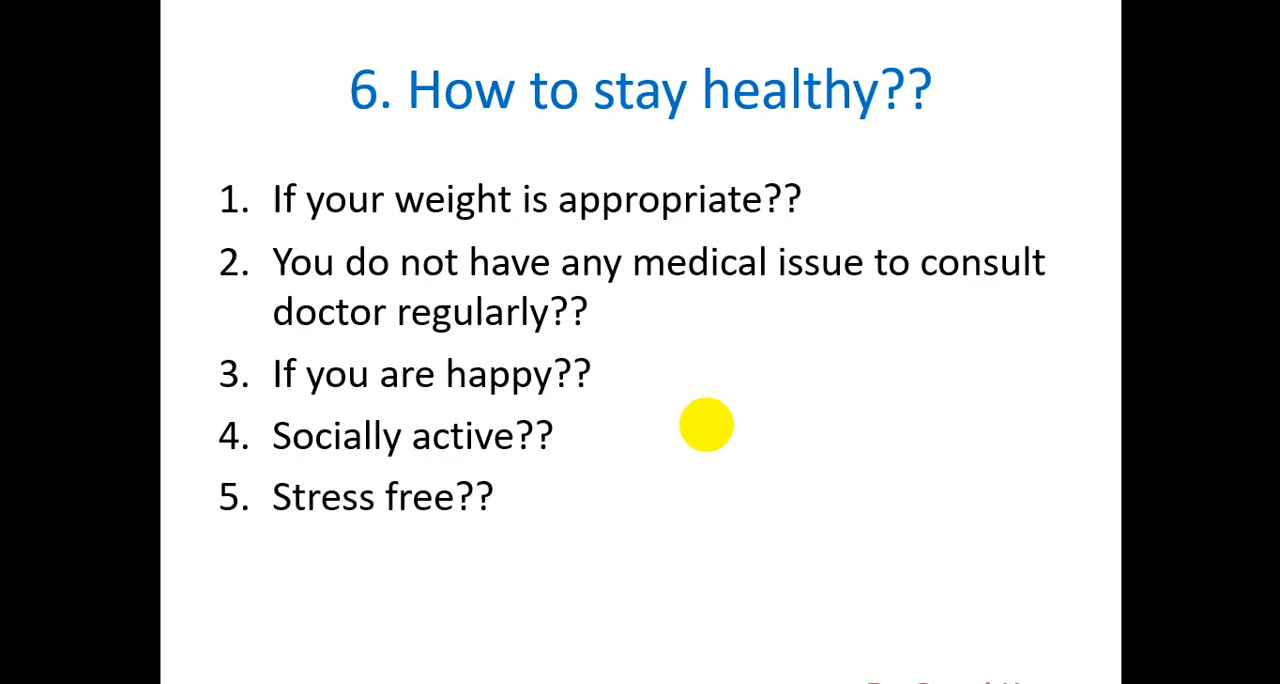 6. How to stay healthy??
1. If your weight is appropriate??
2. You do not have any medical issue to consult
doctor regularly??
3. If you are happy??
4. Socially active??
5. Stress free??